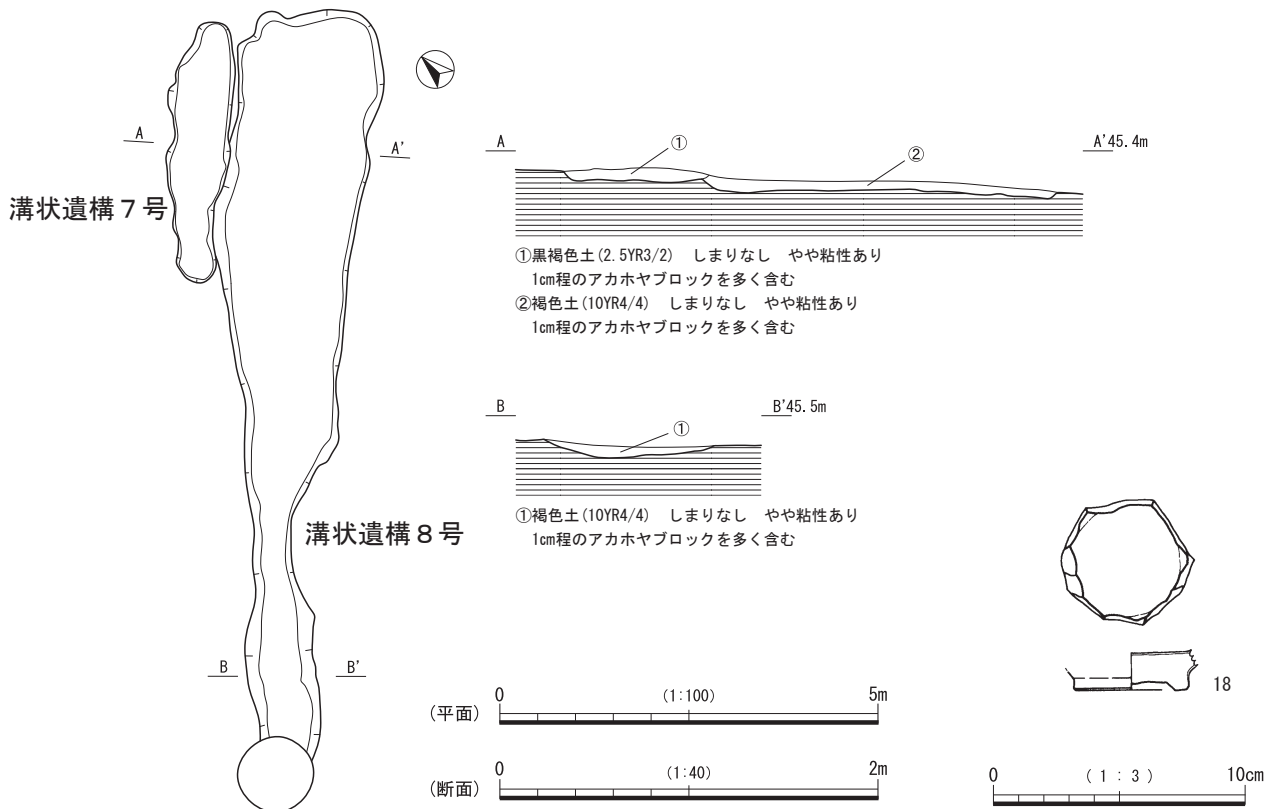 A
A'
溝状遺構７号
A
A'45.4m
①
②
①黒褐色土(2.5YR3/2)　しまりなし　やや粘性あり
1cm程のアカホヤブロックを多く含む
②褐色土(10YR4/4)　しまりなし　やや粘性あり
1cm程のアカホヤブロックを多く含む
B
B'45.5m
①
①褐色土(10YR4/4)　しまりなし　やや粘性あり
1cm程のアカホヤブロックを多く含む
溝状遺構８号
B
B'
18
(平面)
0
(1:100)
5m
(断面)
0
(1:40)
2m
0
(1:3)
10cm